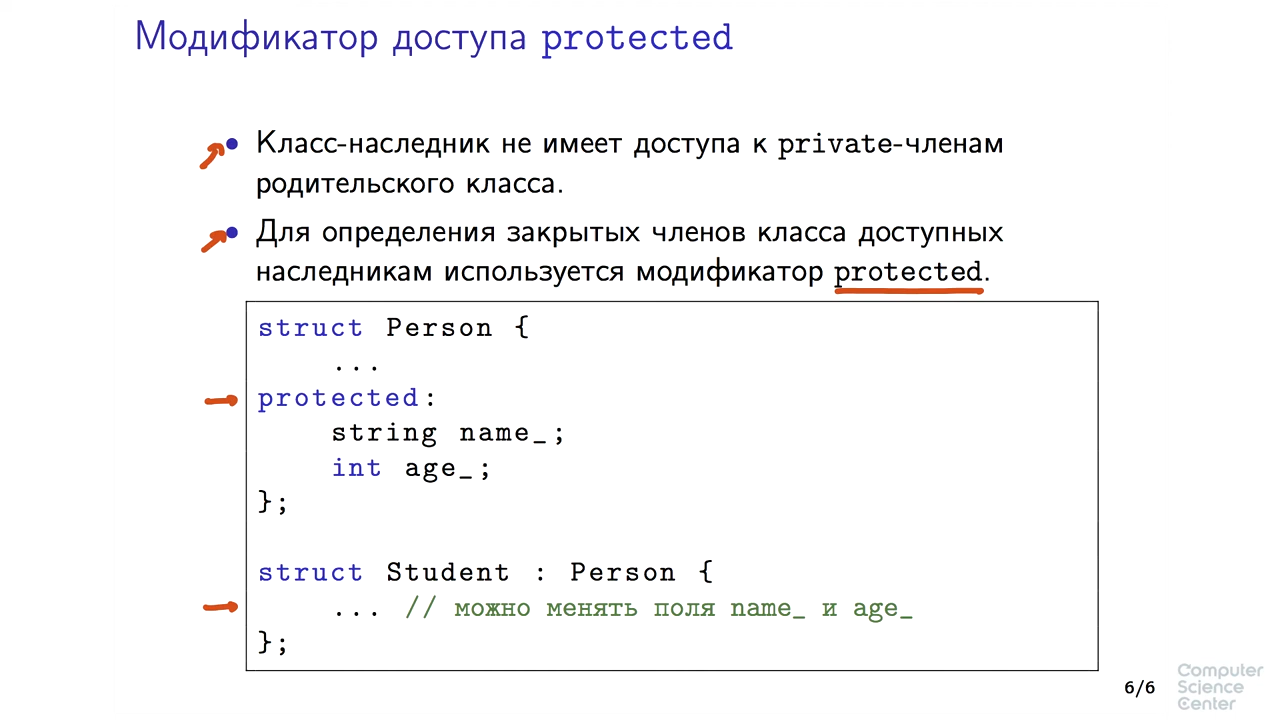 Модификатор доступа protected
Класс-наследник не имеет доступа к private-членам
родительского класса.
Для определения закрытых членов класса доступных
наследникам используется модификатор protected.
struct Person {
...
protected:
string name_;
int age_;
};
struct Student : Person {
... // можно менять поля name_ и age_
};
6/6
Computer
Science
Center